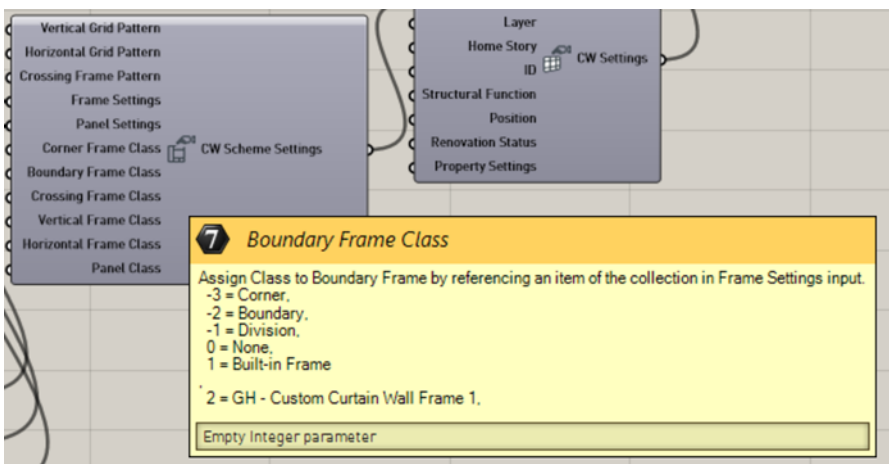 Vertical Grid Pattern
Horizontal Grid Pattern
Crossing Frame Pattern
Frame Settings
Panel Settings
Corner Frame Class
Boundary Frame Class
Crossing Frame Class
Vertical Frame Class
Horizontal Frame Class
Panel Class
CW Scheme Settings
Layer
Home Story
ID
Structural Function
Position
Renovation Status
Property Settings
CW Settings
7 Boundary Frame Class
Assign Class to Boundary Frame by referencing an item of the collection in Frame Settings input.
-3 = Corner,
-2 = Boundary,
-1 = Division,
0 = None,
1 = Built-in Frame
2 = GH - Custom Curtain Wall Frame 1,
Empty Integer parameter